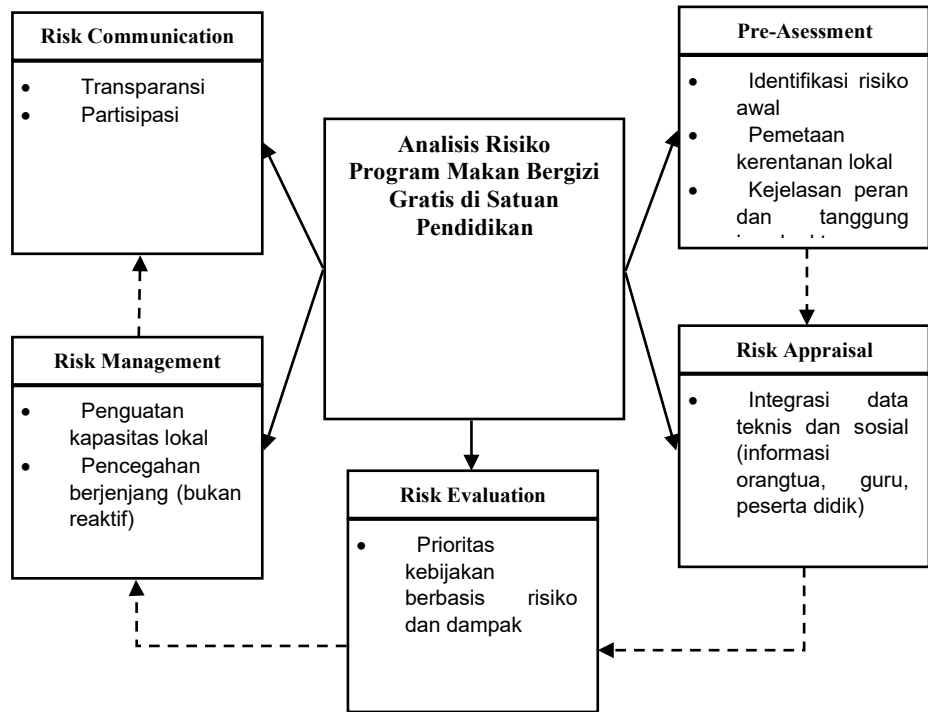 Risk Communication
• Transparansi
• Partisipasi
Pre-Asessment
• Identifikasi risiko
awal
• Pemetaan
kerentanan lokal
• Kejelasan peran
dan tanggung
Analisis Risiko
Program Makan Bergizi
Gratis di Satuan
Pendidikan
Risk Management
• Penguatan
kapasitas lokal
• Pencegahan
berjenjang (bukan
reaktif)
Risk Appraisal
• Integrasi data
teknis dan sosial
(informasi
orangtua, guru,
peserta didik)
Risk Evaluation
• Prioritas
kebijakan
berbasis risiko
dan dampak